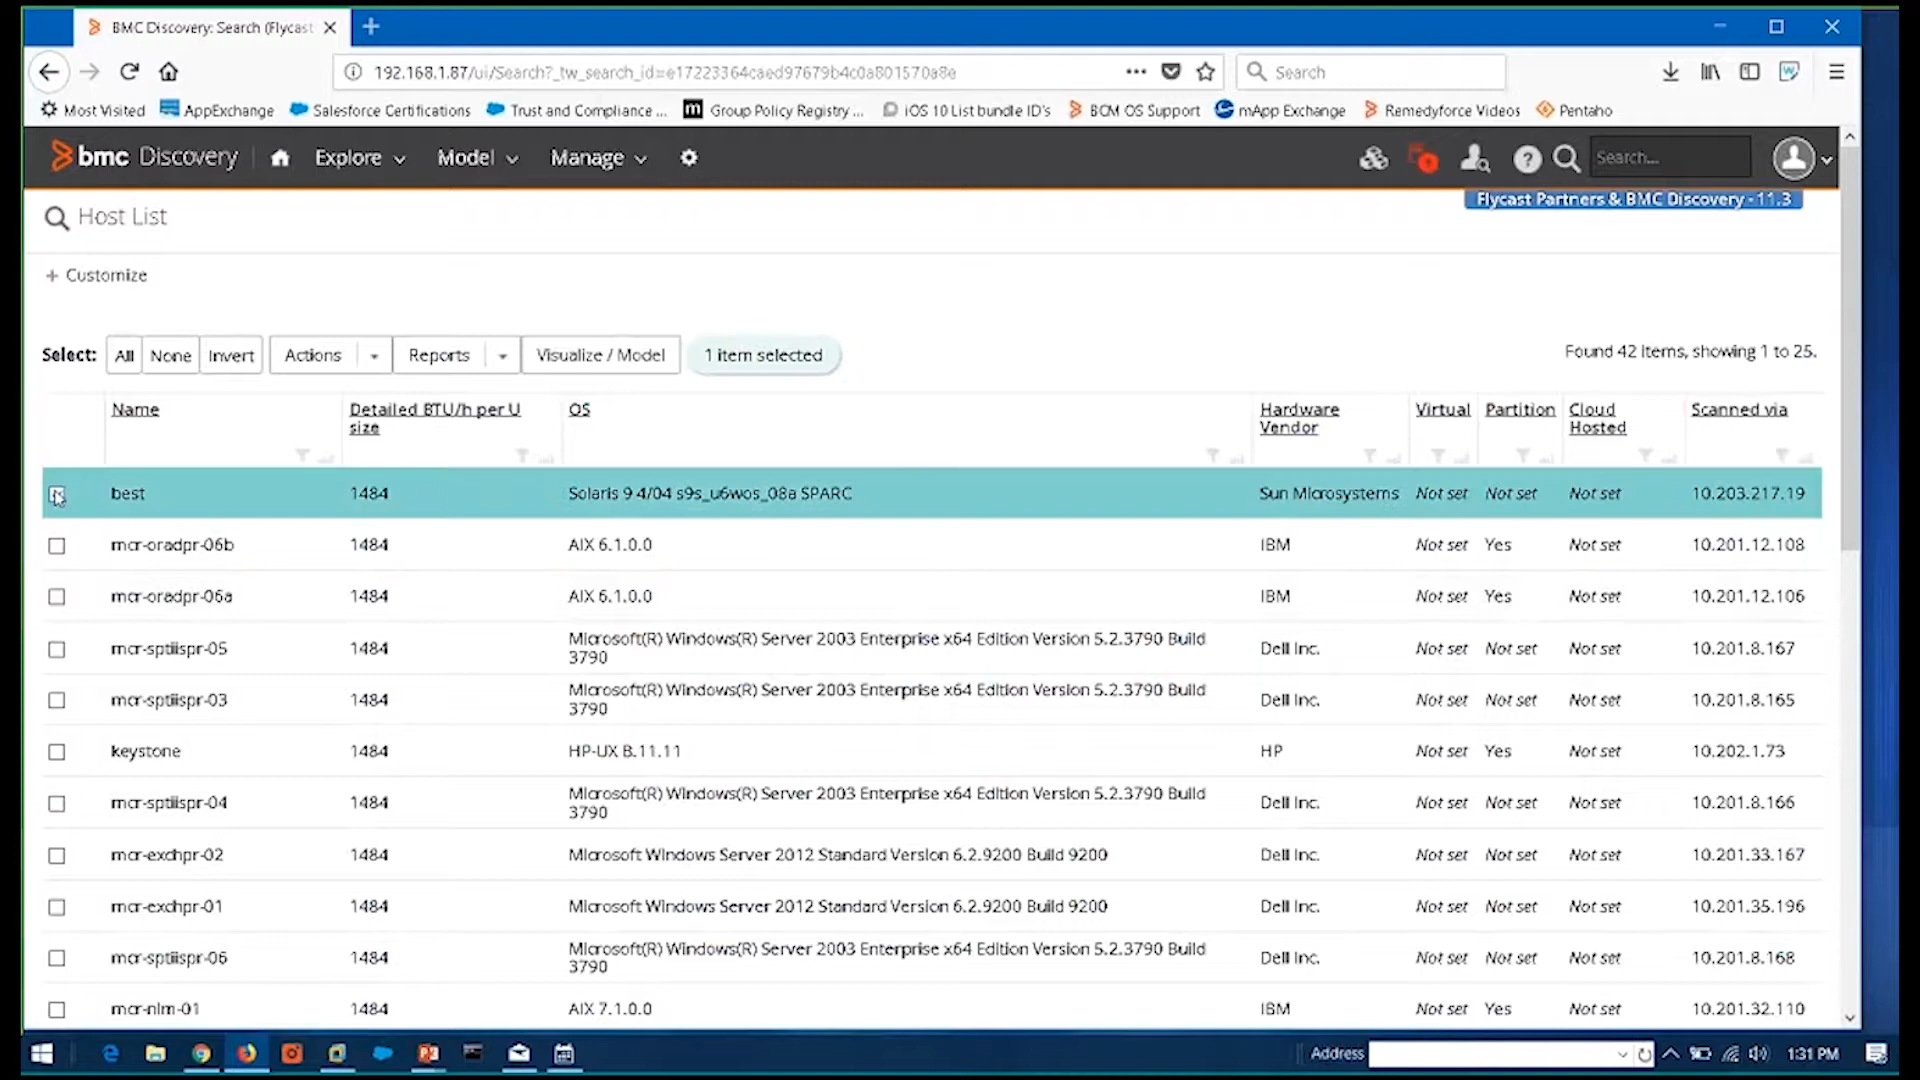 BMC Discovery: Search (Flycast
192.168.1.87/ui/Search?_tw_search_id=e17223364caed97679b4c0a801570a8e
Search
Most Visited AppExchange Salesforce Certifications Trust and Compliance ... Group Policy Registry ... iOS 10 List bundle ID's BCM OS Support mApp Exchange Remedyforce Videos Pentaho
bmc Discovery Explore Model Manage Search...
Flycast Partners & BMC Discovery - 11.3
Host List
+ Customize
Select: All None Invert Actions Reports Visualize / Model 1 item selected Found 42 items, showing 1 to 25.
Name Detailed BTU/h per U size OS Hardware Vendor Virtual Partition Cloud Hosted Scanned via
best 1484 Solaris 9 4/04 s9s_u6wos_08a SPARC Sun Microsystems Not set Not set Not set 10.203.217.19
mcr-oradpr-06b 1484 AIX 6.1.0.0 IBM Not set Yes Not set 10.201.12.108
mcr-oradpr-06a 1484 AIX 6.1.0.0 IBM Not set Yes Not set 10.201.12.106
mcr-sptiiispr-05 1484 Microsoft(R) Windows(R) Server 2003 Enterprise x64 Edition Version 5.2.3790 Build 3790 Dell Inc. Not set Not set Not set 10.201.8.167
mcr-sptiiispr-03 1484 Microsoft(R) Windows(R) Server 2003 Enterprise x64 Edition Version 5.2.3790 Build 3790 Dell Inc. Not set Not set Not set 10.201.8.165
keystone 1484 HP-UX B.11.11 HP Not set Yes Not set 10.202.1.73
mcr-sptiiispr-04 1484 Microsoft(R) Windows(R) Server 2003 Enterprise x64 Edition Version 5.2.3790 Build 3790 Dell Inc. Not set Not set Not set 10.201.8.166
mcr-exchpr-02 1484 Microsoft Windows Server 2012 Standard Version 6.2.9200 Build 9200 Dell Inc. Not set Not set Not set 10.201.33.167
mcr-exchpr-01 1484 Microsoft Windows Server 2012 Standard Version 6.2.9200 Build 9200 Dell Inc. Not set Not set Not set 10.201.35.196
mcr-sptiiispr-06 1484 Microsoft(R) Windows(R) Server 2003 Enterprise x64 Edition Version 5.2.3790 Build 3790 Dell Inc. Not set Not set Not set 10.201.8.168
mcr-nim-01 1484 AIX 7.1.0.0 IBM Not set Yes Not set 10.201.32.110
Address 1:31 PM